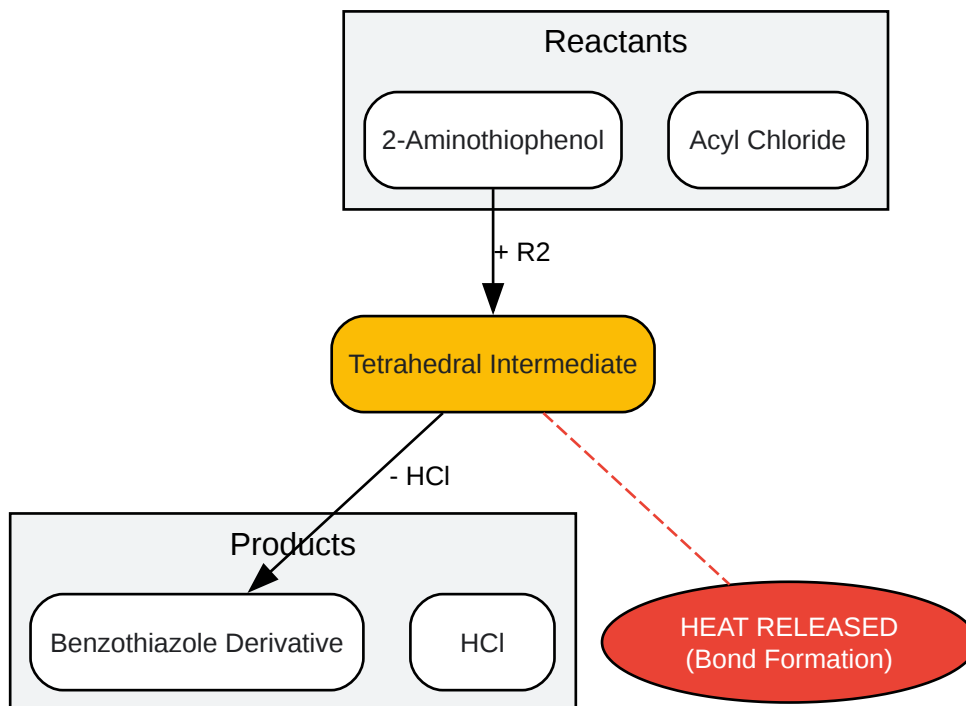 Reactants
2-Aminothiophenol
Acyl Chloride
+ R2
Tetrahedral Intermediate
- HCl
Products
Benzothiazole Derivative
HCl
HEAT RELEASED
(Bond Formation)